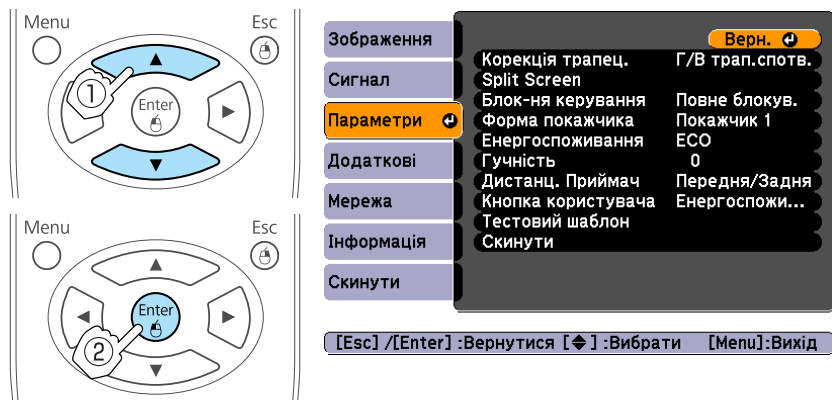 Menu Esc
①
Enter
Menu Esc
Enter
②
Зображення
Сигнал
Параметри
Додаткові
Мережа
Інформація
Скинути
Верн.
Корекція трапец. Г/В трап.спотв.
Split Screen
Блок-ня керування Повне блокув.
Форма покажчика Покажчик 1
Енергоспоживання ECO
Гучність 0
Дистанц. Приймач Передня/Задня
Кнопка користувача Енергоспожи...
Тестовий шаблон
Скинути
[Esc] /[Enter] :Вернутися [◆] :Вибрати [Menu]:Вихід